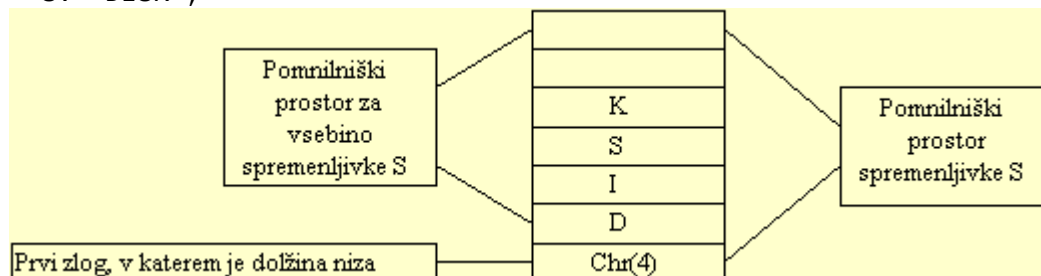 Pomnilniški
prostor za
vsebino
spremenljivke S
K
S
I
D
Chr(4)
Pomnilniški
prostor
spremenljivke S
Prvi zlog, v katerem je dolžina niza